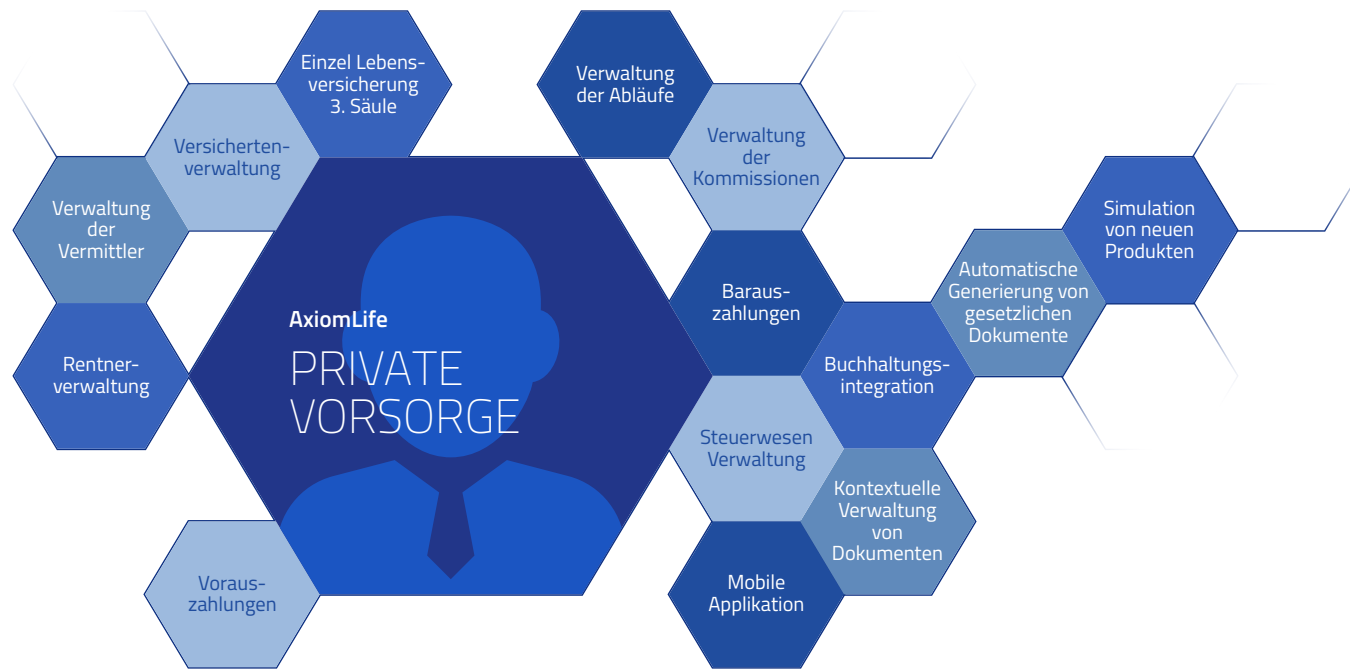 Einzel Lebens-
versicherung
3. Säule
Versicherten-
verwaltung
Verwaltung
der
Vermittler
Rentner-
verwaltung
Voraus-
zahlungen
AxiomLife
PRIVATE
VORSORGE
Verwaltung
der Abläufe
Verwaltung
der
Kommissionen
Baraus-
zahlungen
Buchhaltungs-
integration
Steuerwesen
Verwaltung
Kontextuelle
Verwaltung
von
Dokumenten
Mobile
Applikation
Automatische
Generierung von
gesetzlichen
Dokumente
Simulation
von neuen
Produkten